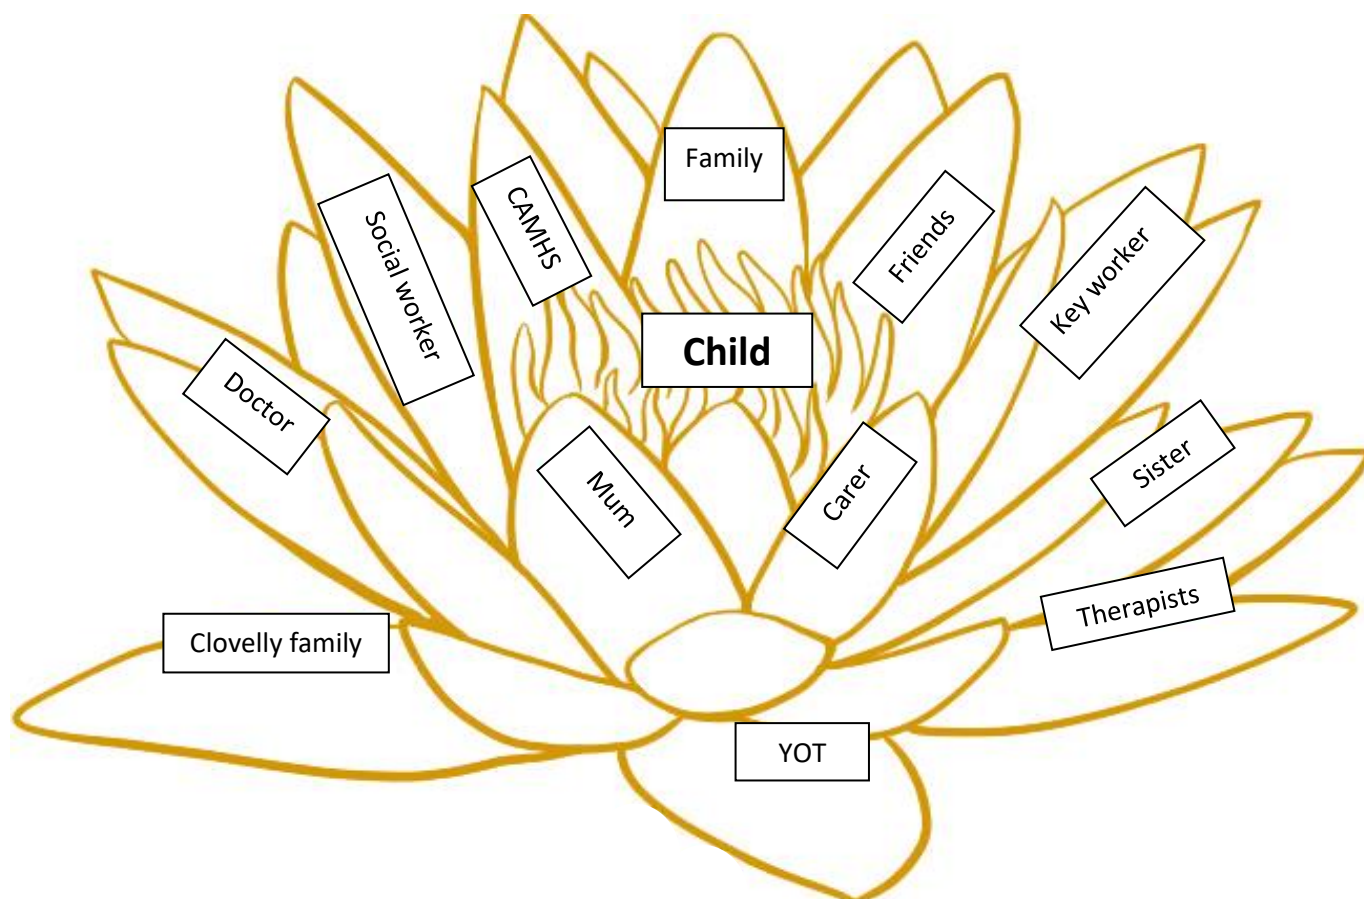 Family
CAMHS
Friends
Social worker
Key worker
Child
Doctor
Mum
Carer
Sister
Therapists
Clovelly family
YOT